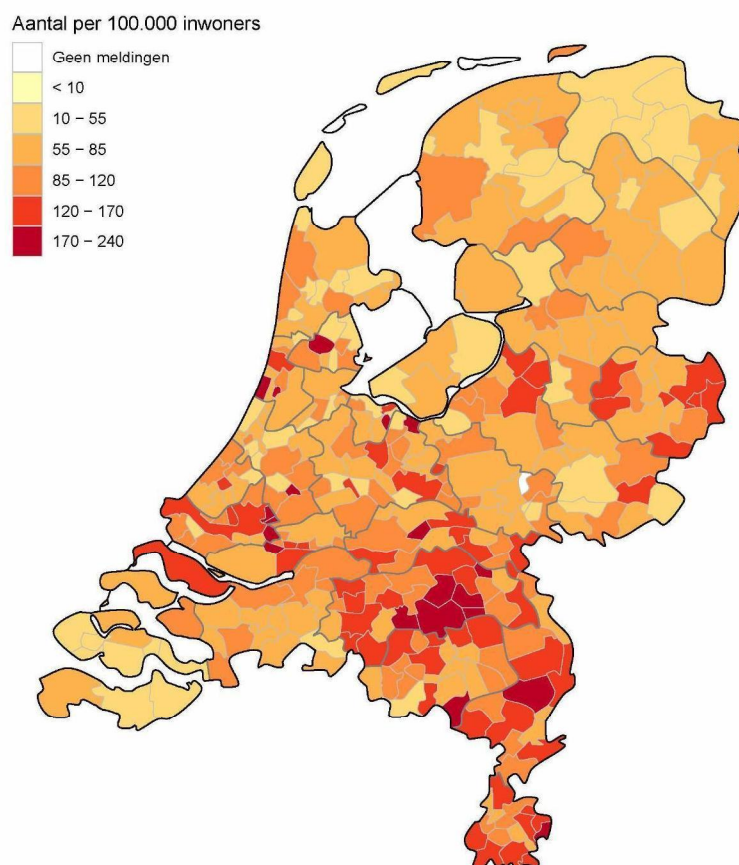 Aantal per 100.000 inwoners
Geen meldingen
< 10
10 − 55
55 − 85
85 − 120
120 − 170
170 − 240